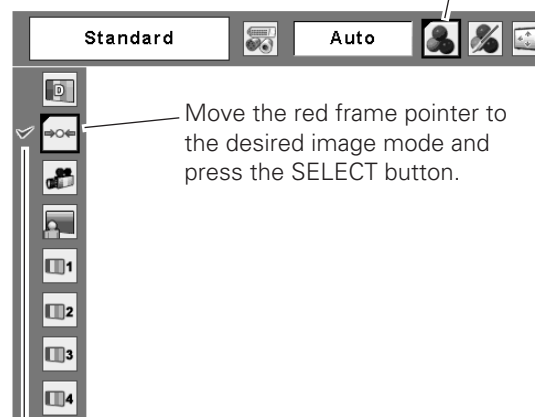 Standard
Auto
D
Move the red frame pointer to
the desired image mode and
press the SELECT button.
1
2
3
4